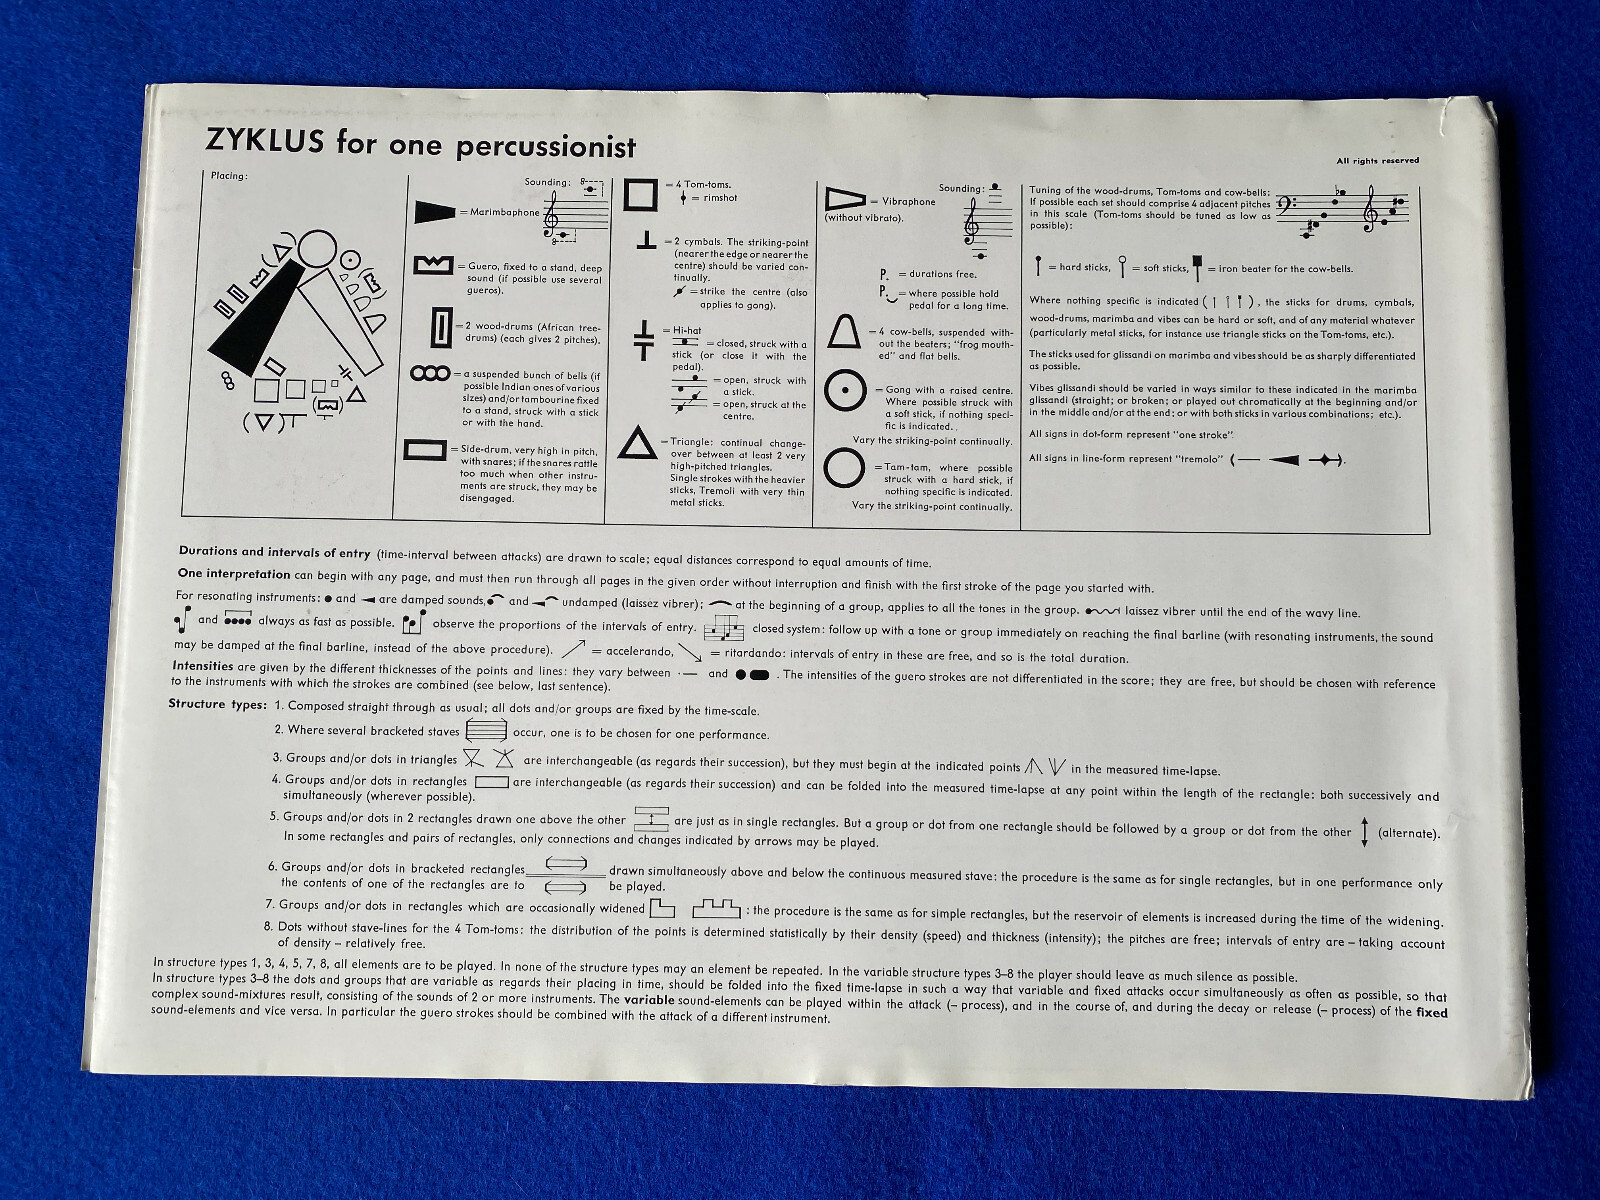 ZYKLUS for one percussionist
All rights reserved
Placing:
Sounding: 8
= Marimbaphone
8
= Guero, fixed to a stand, deep
sound (if possible use several
gueros).
= 2 wood-drums (African tree-
drums) (each gives 2 pitches).
= a suspended bunch of bells (if
possible Indian ones of various
sizes) and/or tambourine fixed
to a stand, struck with a stick
or with the hand.
= Side-drum, very high in pitch,
with snares; if the snares rattle
too much when other instru-
ments are struck, they may be
disengaged.
= 4 Tom-toms.
= rimshot
= 2 cymbals. The striking-point
(nearer the edge or nearer the
centre) should be varied con-
tinually.
= strike the centre (also
applies to gong).
= Hi-hat
= closed, struck with a
stick (or close it with the
pedal).
= open, struck with
a stick.
= open, struck at the
centre.
= Triangle: continual change-
over between at least 2 very
high-pitched triangles.
Single strokes with the heavier
sticks, Tremoli with very thin
metal sticks.
Sounding:
= Vibraphone
(without vibrato).
P. = durations free.
P. = where possible hold
pedal for a long time.
= 4 cow-bells, suspended with-
out the beaters; "frog mouth-
ed" and flat bells.
= Gong with a raised centre.
Where possible struck with
a soft stick, if nothing speci-
fic is indicated.
Vary the striking-point continually.
= Tam-tam, where possible
struck with a hard stick, if
nothing specific is indicated.
Vary the striking-point continually.
Tuning of the wood-drums, Tom-toms and cow-bells:
If possible each set should comprise 4 adjacent pitches
in this scale (Tom-toms should be tuned as low as
possible):
= hard sticks, = soft sticks, = iron beater for the cow-bells.
Where nothing specific is indicated ( ), the sticks for drums, cymbals,
wood-drums, marimba and vibes can be hard or soft, and of any material whatever
(particularly metal sticks, for instance use triangle sticks on the Tom-toms, etc.).
The sticks used for glissandi on marimba and vibes should be as sharply differentiated
as possible.
Vibes glissandi should be varied in ways similar to these indicated in the marimba
glissandi (straight; or broken; or played out chromatically at the beginning and/or
in the middle and/or at the end; or with both sticks in various combinations; etc.).
All signs in dot-form represent "one stroke".
All signs in line-form represent "tremolo" ( ).
Durations and intervals of entry (time-interval between attacks) are drawn to scale; equal distances correspond to equal amounts of time.
One interpretation can begin with any page, and must then run through all pages in the given order without interruption and finish with the first stroke of the page you started with.
For resonating instruments: and are damped sounds, and undamped (laissez vibrer); at the beginning of a group, applies to all the tones in the group. laissez vibrer until the end of the wavy line.
and always as fast as possible. observe the proportions of the intervals of entry. closed system: follow up with a tone or group immediately on reaching the final barline (with resonating instruments, the sound
may be damped at the final barline, instead of the above procedure). = accelerando, = ritardando: intervals of entry in these are free, and so is the total duration.
Intensities are given by the different thicknesses of the points and lines: they vary between and . The intensities of the guero strokes are not differentiated in the score; they are free, but should be chosen with reference
to the instruments with which the strokes are combined (see below, last sentence).
Structure types: 1. Composed straight through as usual; all dots and/or groups are fixed by the time-scale.
2. Where several bracketed staves occur, one is to be chosen for one performance.
3. Groups and/or dots in triangles are interchangeable (as regards their succession), but they must begin at the indicated points in the measured time-lapse.
4. Groups and/or dots in rectangles are interchangeable (as regards their succession) and can be folded into the measured time-lapse at any point within the length of the rectangle: both successively and
simultaneously (wherever possible).
5. Groups and/or dots in 2 rectangles drawn one above the other are just as in single rectangles. But a group or dot from one rectangle should be followed by a group or dot from the other (alternate).
In some rectangles and pairs of rectangles, only connections and changes indicated by arrows may be played.
6. Groups and/or dots in bracketed rectangles drawn simultaneously above and below the continuous measured stave: the procedure is the same as for single rectangles, but in one performance only
the contents of one of the rectangles are to be played.
7. Groups and/or dots in rectangles which are occasionally widened : the procedure is the same as for simple rectangles, but the reservoir of elements is increased during the time of the widening.
8. Dots without stave-lines for the 4 Tom-toms: the distribution of the points is determined statistically by their density (speed) and thickness (intensity); the pitches are free; intervals of entry are – taking account
of density – relatively free.
In structure types 1, 3, 4, 5, 7, 8, all elements are to be played. In none of the structure types may an element be repeated. In the variable structure types 3–8 the player should leave as much silence as possible.
In structure types 3–8 the dots and groups that are variable as regards their placing in time, should be folded into the fixed time-lapse in such a way that variable and fixed attacks occur simultaneously as often as possible, so that
complex sound-mixtures result, consisting of the sounds of 2 or more instruments. The variable sound-elements can be played within the attack (– process), and in the course of, and during the decay or release (– process) of the fixed
sound-elements and vice versa. In particular the guero strokes should be combined with the attack of a different instrument.